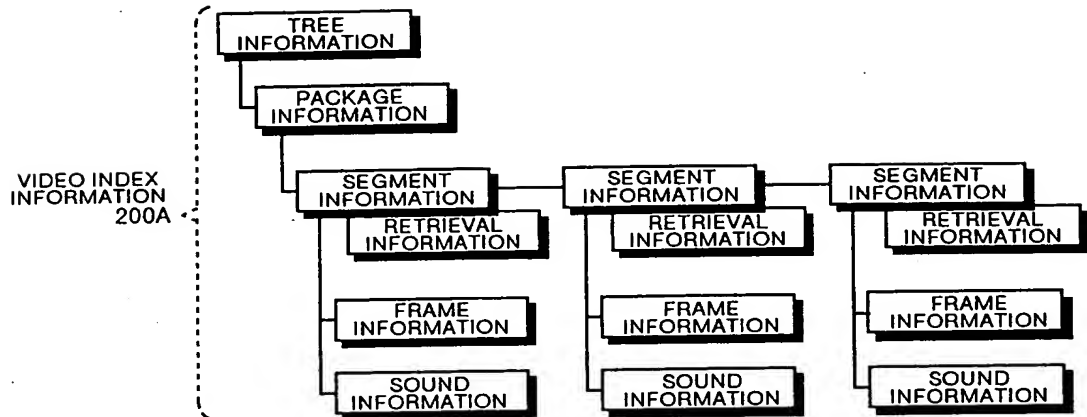 TREE
INFORMATION
PACKAGE
INFORMATION
VIDEO INDEX
INFORMATION
200A
SEGMENT
INFORMATION
SEGMENT
INFORMATION
SEGMENT
INFORMATION
RETRIEVAL
INFORMATION
RETRIEVAL
INFORMATION
RETRIEVAL
INFORMATION
FRAME
INFORMATION
FRAME
INFORMATION
FRAME
INFORMATION
SOUND
INFORMATION
SOUND
INFORMATION
SOUND
INFORMATION